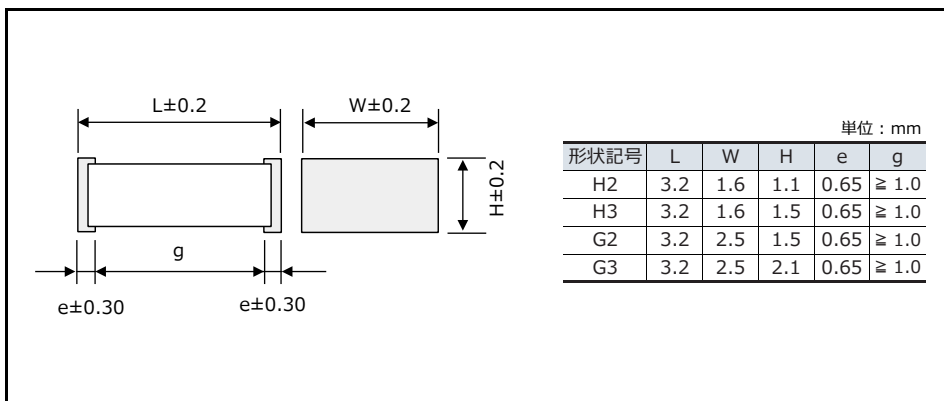 L±0.2
W±0.2
H±0.2
g
e±0.30
e±0.30
単位：mm
形状記号 L W H e g
H2 3.2 1.6 1.1 0.65 ≧ 1.0
H3 3.2 1.6 1.5 0.65 ≧ 1.0
G2 3.2 2.5 1.5 0.65 ≧ 1.0
G3 3.2 2.5 2.1 0.65 ≧ 1.0